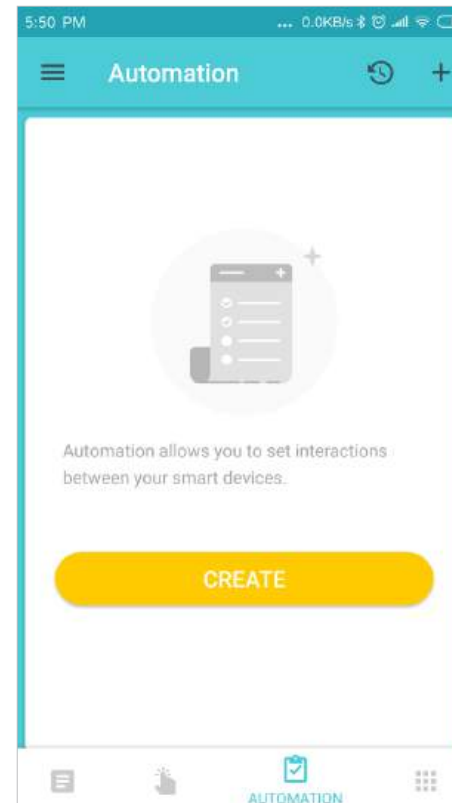 5:50 PM ... 0.0KB/s
Automation
Automation allows you to set interactions
between your smart devices.
CREATE
AUTOMATION